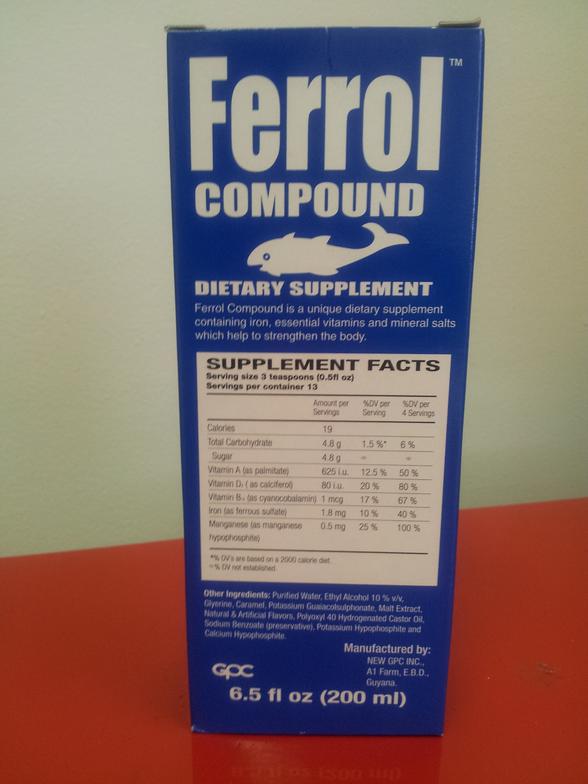 Ferrol™
COMPOUND
DIETARY SUPPLEMENT
Ferrol Compound is a unique dietary supplement
containing iron, essential vitamins and mineral salts
which help to strengthen the body.
SUPPLEMENT FACTS
Serving size 3 teaspoons (0.5fl oz)
Servings per container 13
Amount per Servings %DV per Serving %DV per 4 Servings
Calories 19
Total Carbohydrate 4.8 g 1.5 %* 6 %
Sugar 4.8 g
Vitamin A (as palmitate) 625 i.u. 12.5 % 50 %
Vitamin D₂ ( as calciferol) 80 i.u. 20 % 80 %
Vitamin B₁₂ (as cyanocobalamin) 1 mcg 17 % 67 %
Iron (as ferrous sulfate) 1.8 mg 10 % 40 %
Manganese (as manganese 0.5 mg 25 % 100 %
hypophosphite)
*% DV's are based on a 2000 calorie diet.
% DV not established.
Other Ingredients: Purified Water, Ethyl Alcohol 10 % v/v,
Glycerine, Caramel, Potassium Guaiacolsulphonate, Malt Extract,
Natural & Artificial Flavors, Polyoxyl 40 Hydrogenated Castor Oil,
Sodium Benzoate (preservative), Potassium Hypophosphite and
Calcium Hypophosphite.
Manufactured by:
NEW GPC INC.,
A1 Farm, E.B.D.,
Guyana.
GPC
6.5 fl oz (200 ml)